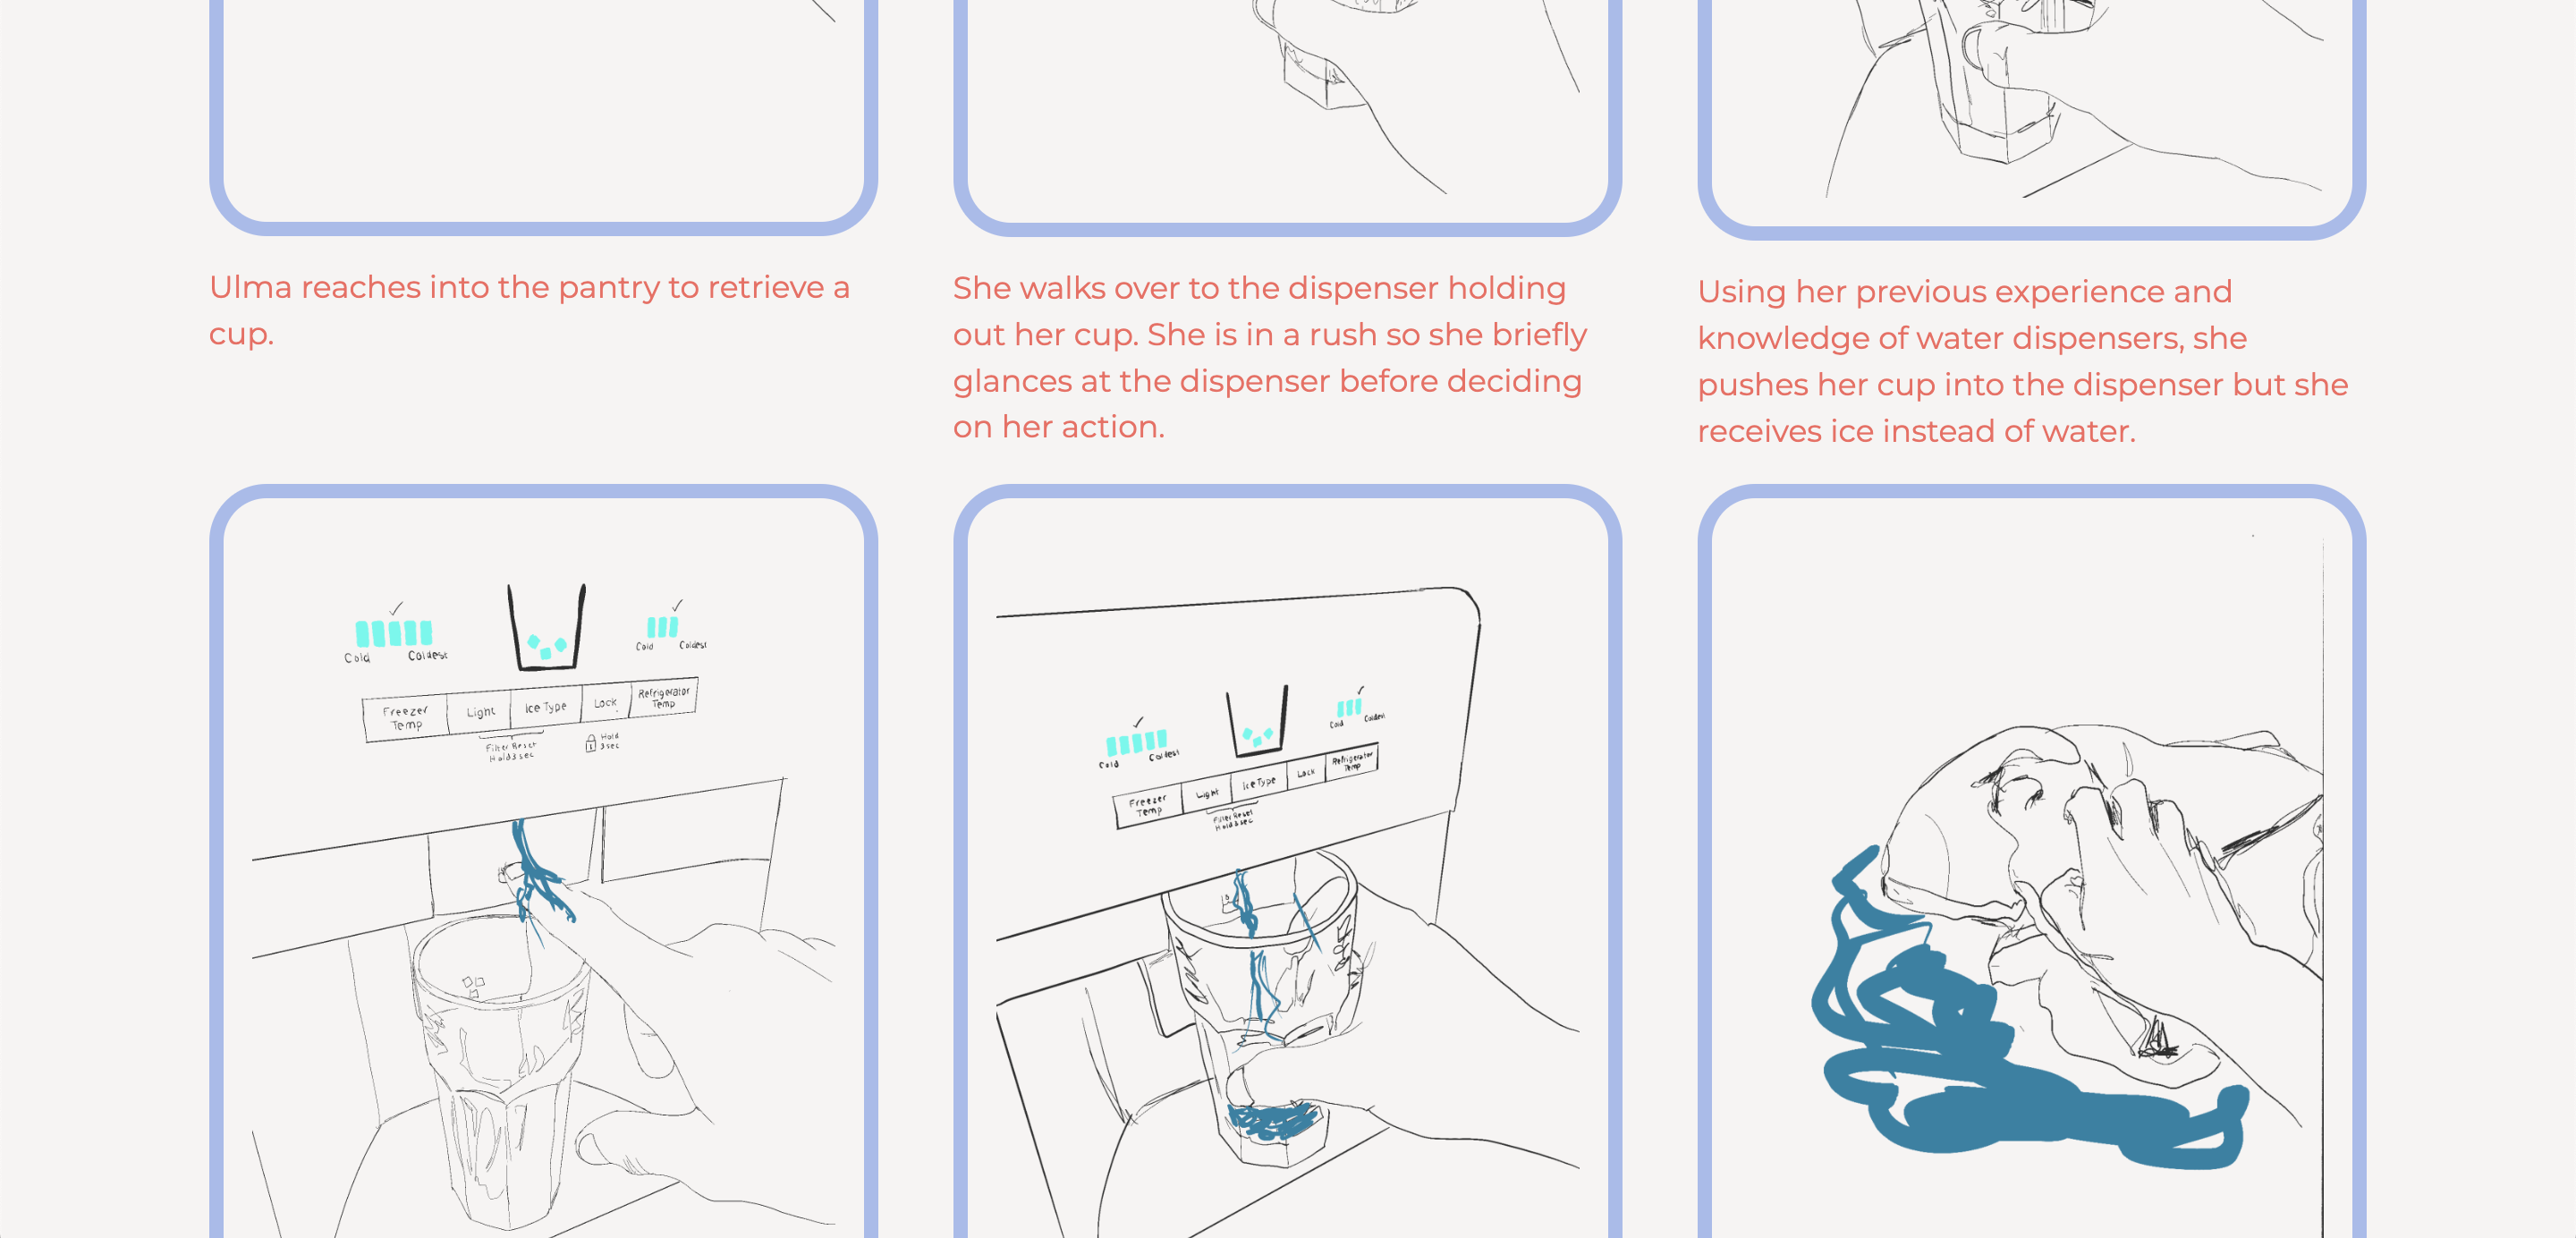 Ulma reaches into the pantry to retrieve a
cup.
She walks over to the dispenser holding
out her cup. She is in a rush so she briefly
glances at the dispenser before deciding
on her action.
Using her previous experience and
knowledge of water dispensers, she
pushes her cup into the dispenser but she
receives ice instead of water.
Cold Coldest
Cold Coldest
Freezer Temp Light Ice Type Lock Refrigerator Temp
Filter Reset
Hold 3 sec
Hold
3 sec
Cold Coldest
Cold Coldest
Freezer Temp Light Ice Type Lock Refrigerator Temp
Filter Reset
Hold 3 sec